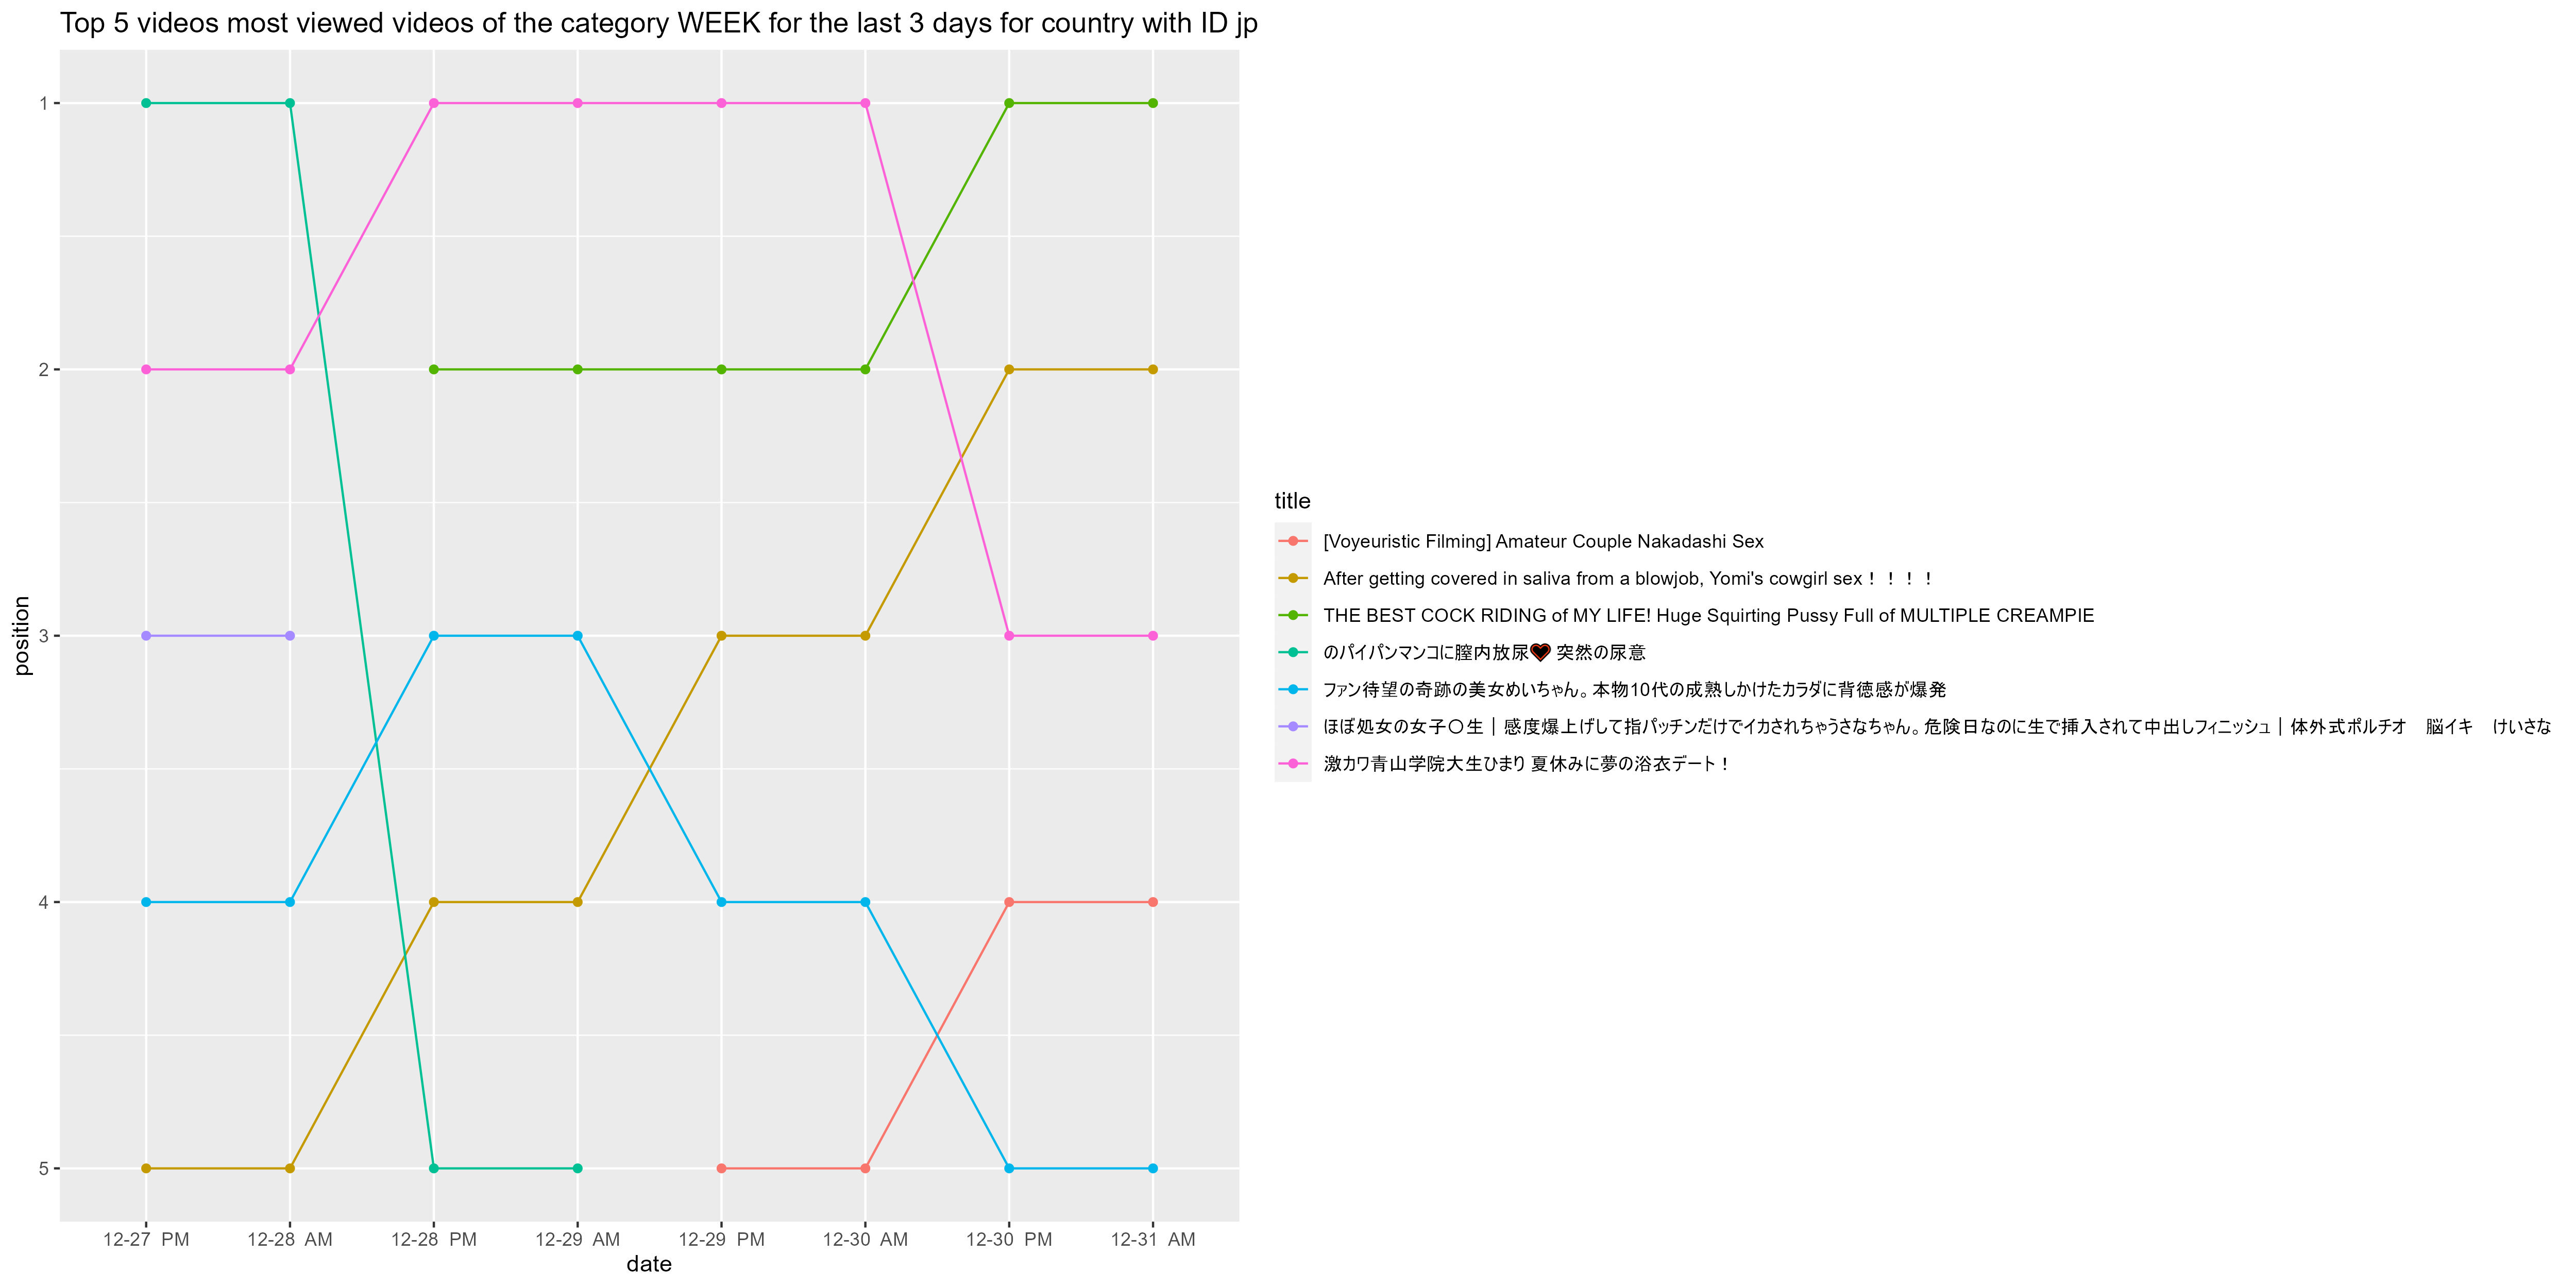 Top 5 videos most viewed videos of the category WEEK for the last 3 days for country with ID jp
position
1
2
3
4
5
12-27 PM
12-28 AM
12-28 PM
12-29 AM
12-29 PM
12-30 AM
12-30 PM
12-31 AM
date
title
[Voyeuristic Filming] Amateur Couple Nakadashi Sex
After getting covered in saliva from a blowjob, Yomi's cowgirl sex！！！！
THE BEST COCK RIDING of MY LIFE! Huge Squirting Pussy Full of MULTIPLE CREAMPIE
のパイパンマンコに膣内放尿🖤 突然の尿意
ファン待望の奇跡の美女めいちゃん。本物10代の成熟しかけたカラダに背徳感が爆発
ほぼ処女の女子〇生｜感度爆上げして指パッチンだけでイカされちゃうさなちゃん。危険日なのに生で挿入されて中出しフィニッシュ｜体外式ポルチオ　脳イキ　けいさな
激カワ青山学院大生ひまり 夏休みに夢の浴衣デート！